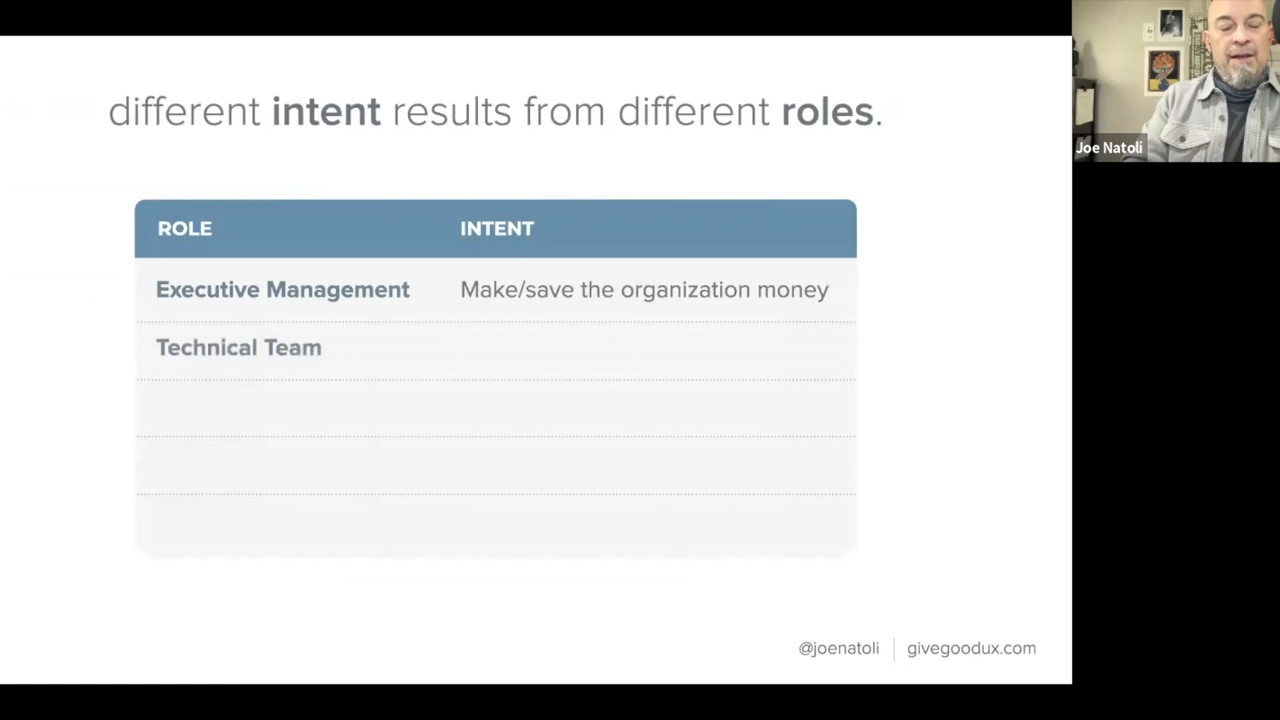 different intent results from different roles.
Joe Natoli
ROLE INTENT
Executive Management Make/save the organization money
Technical Team
@joenatoli givegoodux.com